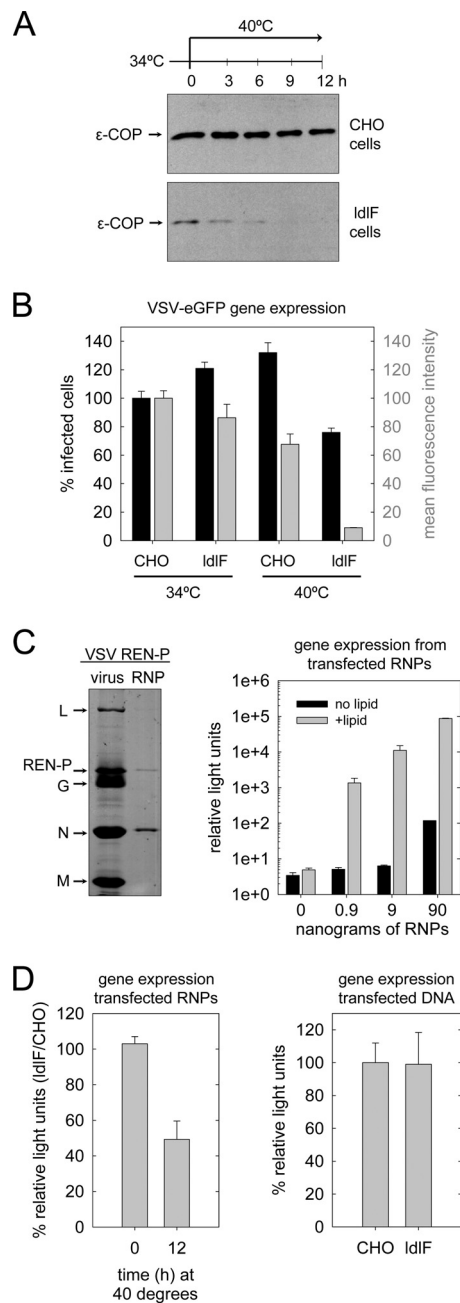 A
40ºC
34ºC
0 3 6 9 12 h
ε-COP
CHO
cells
ε-COP
ldlF
cells
B
VSV-eGFP gene expression
% infected cells
140
120
100
80
60
40
20
0
140
120
100
80
60
40
20
0
mean fluorescence intensity
CHO ldlF CHO ldlF
34ºC 40ºC
C
VSV REN-P
virus RNP
L
REN-P
G
N
M
gene expression from
transfected RNPs
relative light units
1e+6
1e+5
1e+4
1e+3
1e+2
1e+1
1e+0
no lipid
+lipid
0 0.9 9 90
nanograms of RNPs
D
gene expression
transfected RNPs
% relative light units (ldlF/CHO)
120
100
80
60
40
20
0
0 12
time (h) at
40 degrees
gene expression
transfected DNA
% relative light units
120
100
80
60
40
20
0
CHO ldlF